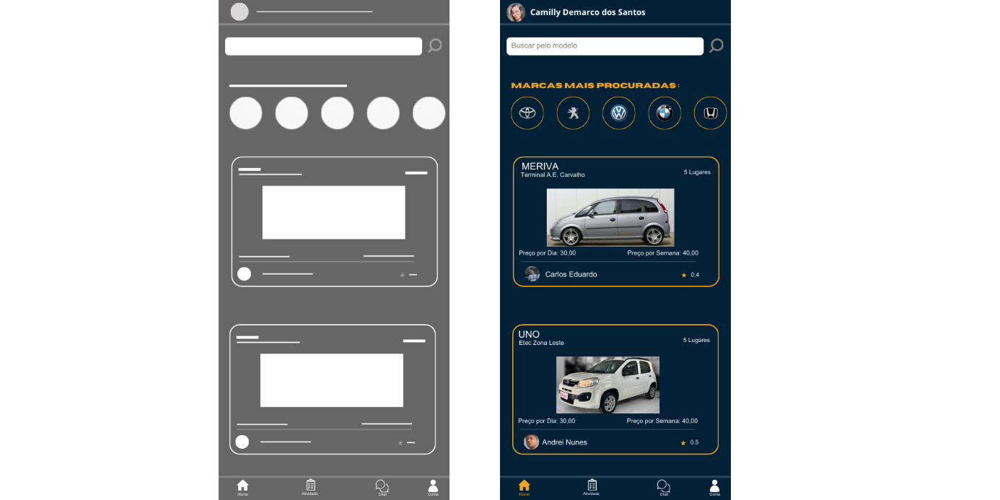 Camilly Demarco dos Santos
Buscar pelo modelo
MARCAS MAIS PROCURADAS :
MERIVA
Terminal A.E. Carvalho
5 Lugares
Preço por Dia: 30,00
Preço por Semana: 40,00
Carlos Eduardo
0.4
UNO
Etec Zona Leste
5 Lugares
Preço por Dia: 30,00
Preço por Semana: 40,00
Andrei Nunes
0.5
Home
Atividade
Chat
Conta
Home
Atividade
Chat
Conta